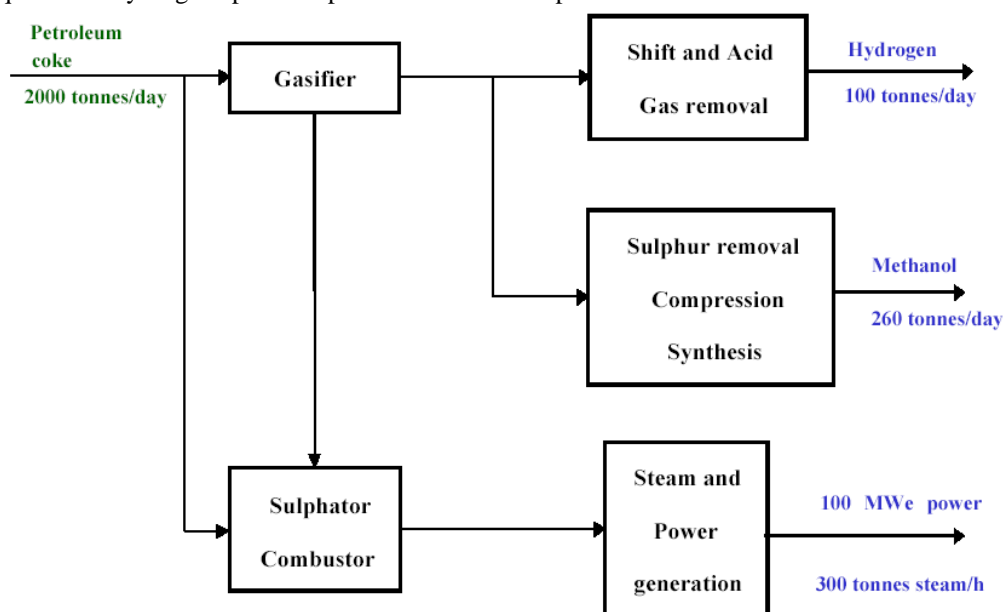 Petroleum
coke
2000 tonnes/day
Gasifier
Shift and Acid
Gas removal
Hydrogen
100 tonnes/day
Sulphur removal
Compression
Synthesis
Methanol
260 tonnes/day
Sulphator
Combustor
Steam and
Power
generation
100 MWe power
300 tonnes steam/h